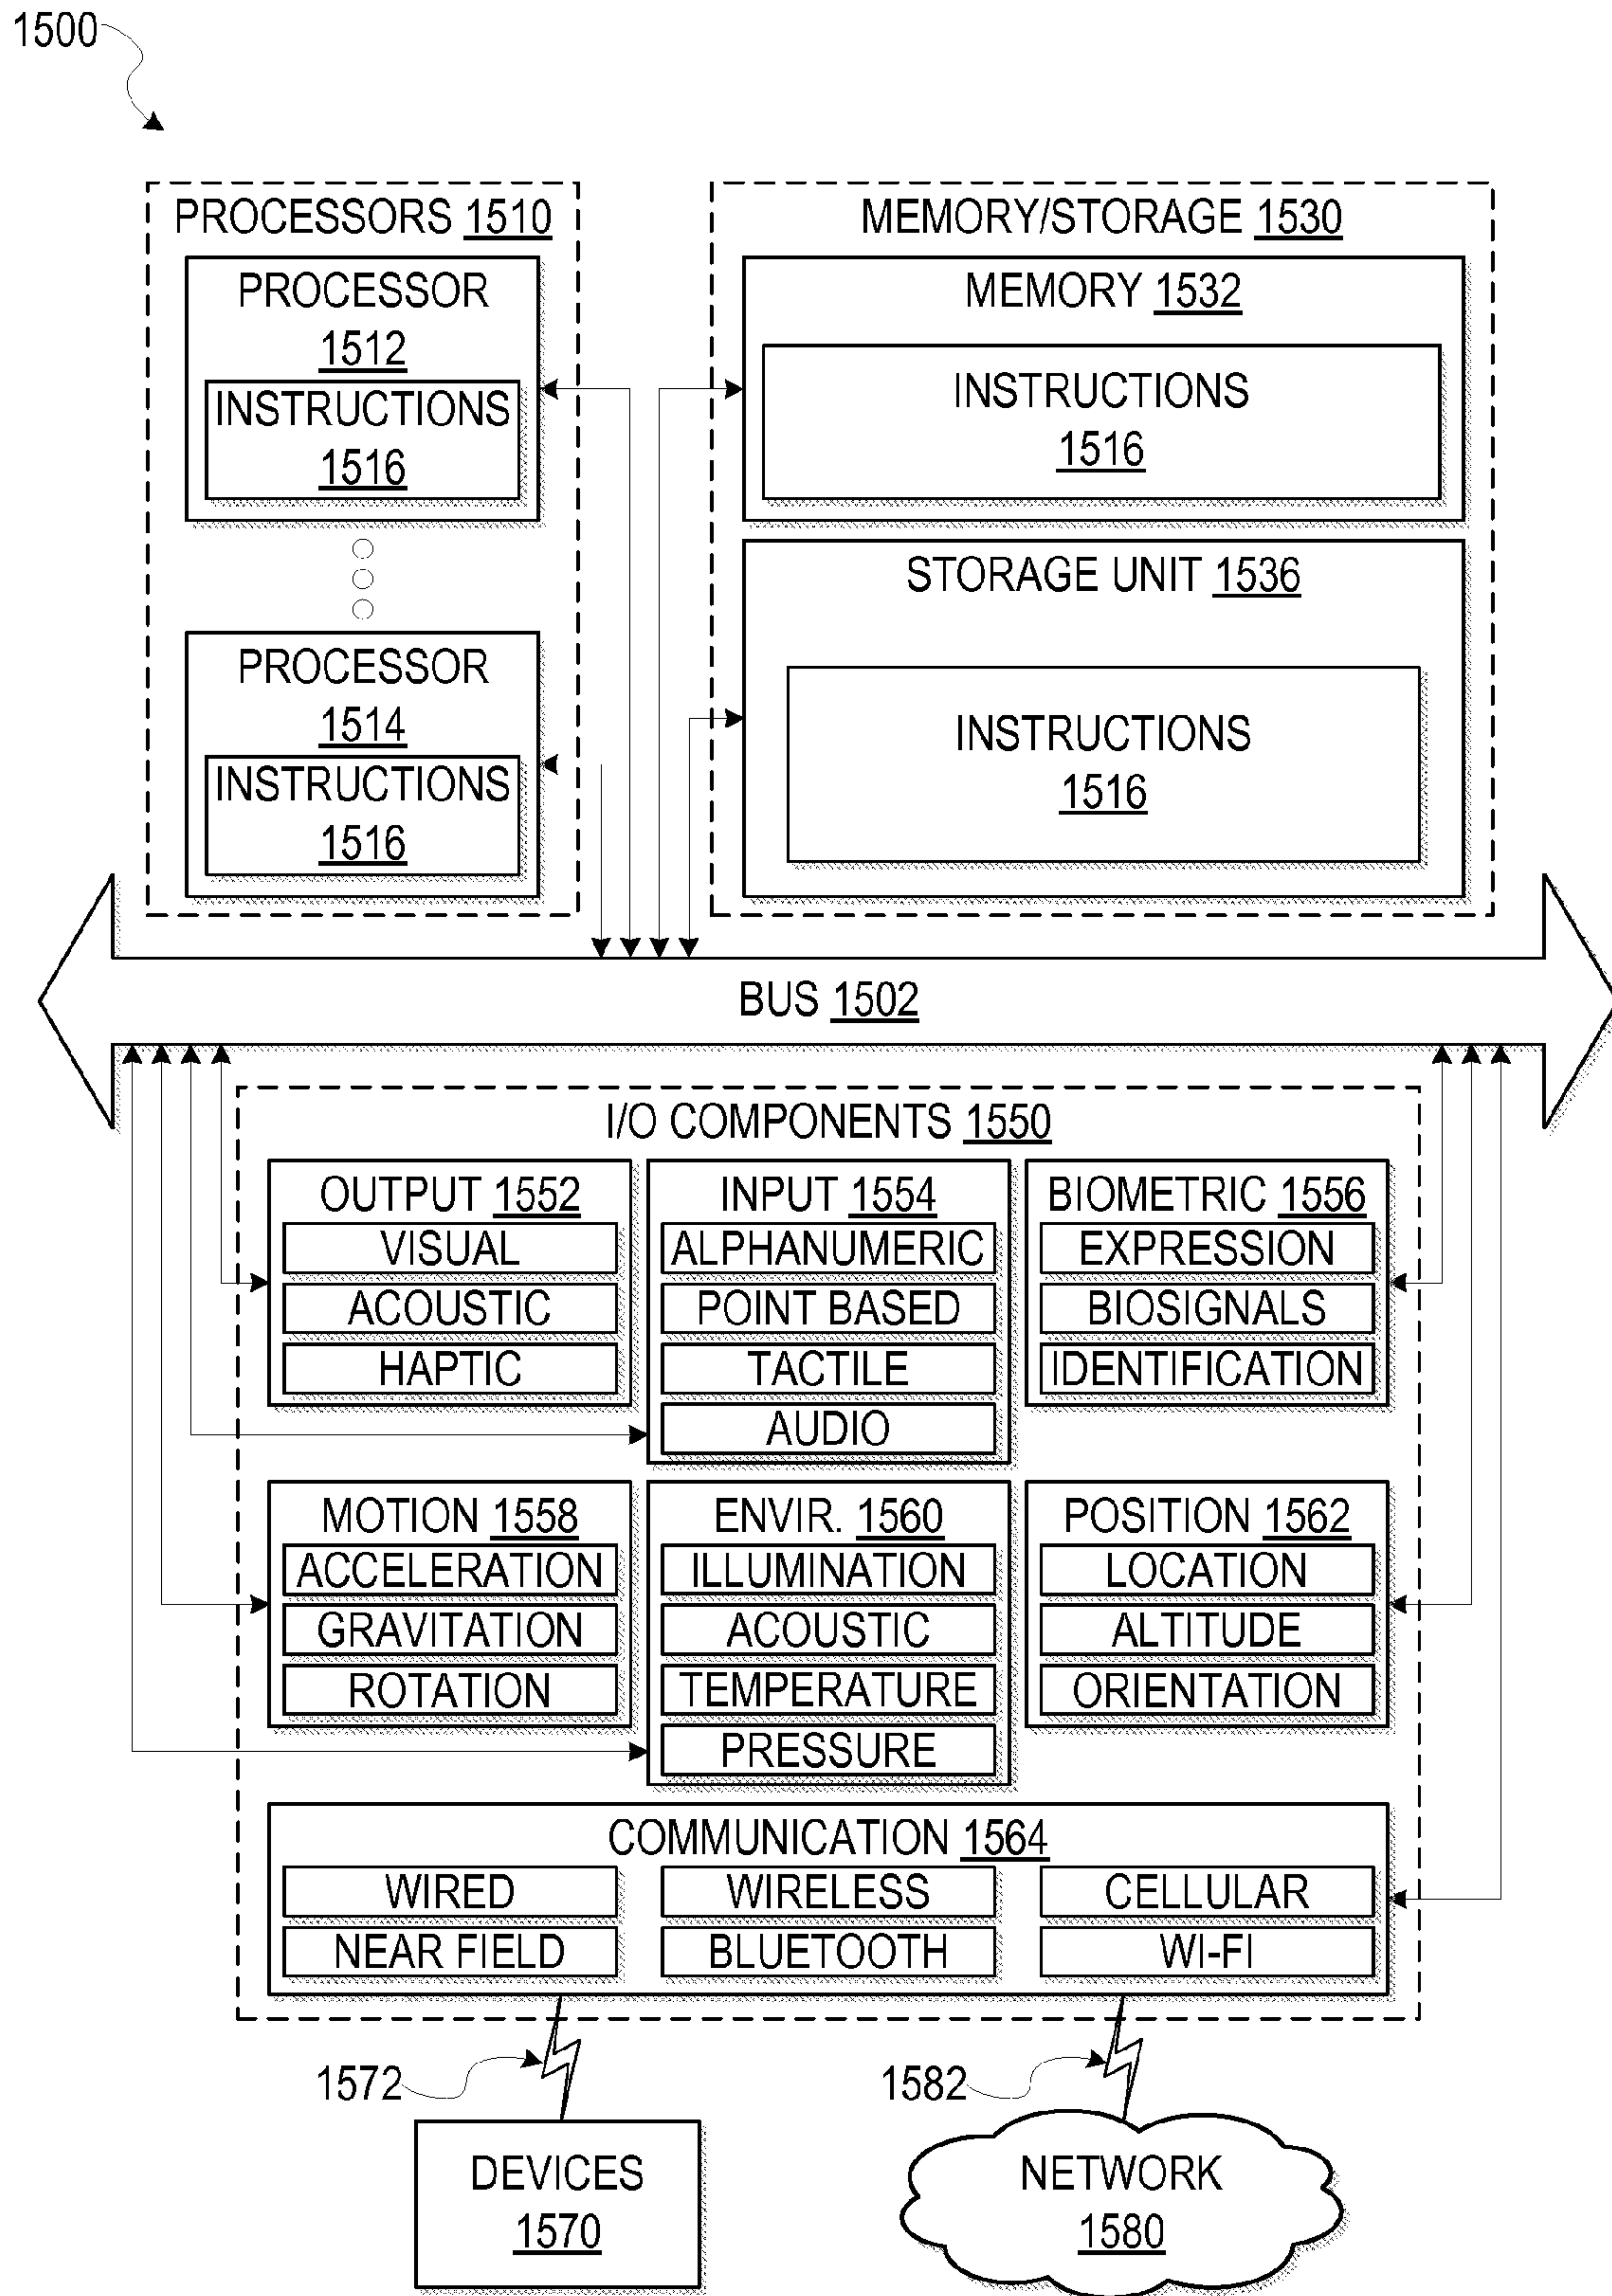 1500
PROCESSORS 1510
PROCESSOR
1512
INSTRUCTIONS
1516
PROCESSOR
1514
INSTRUCTIONS
1516
MEMORY/STORAGE 1530
MEMORY 1532
INSTRUCTIONS
1516
STORAGE UNIT 1536
INSTRUCTIONS
1516
BUS 1502
I/O COMPONENTS 1550
OUTPUT 1552
VISUAL
ACOUSTIC
HAPTIC
INPUT 1554
ALPHANUMERIC
POINT BASED
TACTILE
AUDIO
BIOMETRIC 1556
EXPRESSION
BIOSIGNALS
IDENTIFICATION
MOTION 1558
ACCELERATION
GRAVITATION
ROTATION
ENVIR. 1560
ILLUMINATION
ACOUSTIC
TEMPERATURE
PRESSURE
POSITION 1562
LOCATION
ALTITUDE
ORIENTATION
COMMUNICATION 1564
WIRED
WIRELESS
CELLULAR
NEAR FIELD
BLUETOOTH
WI-FI
1572
1582
DEVICES
1570
NETWORK
1580